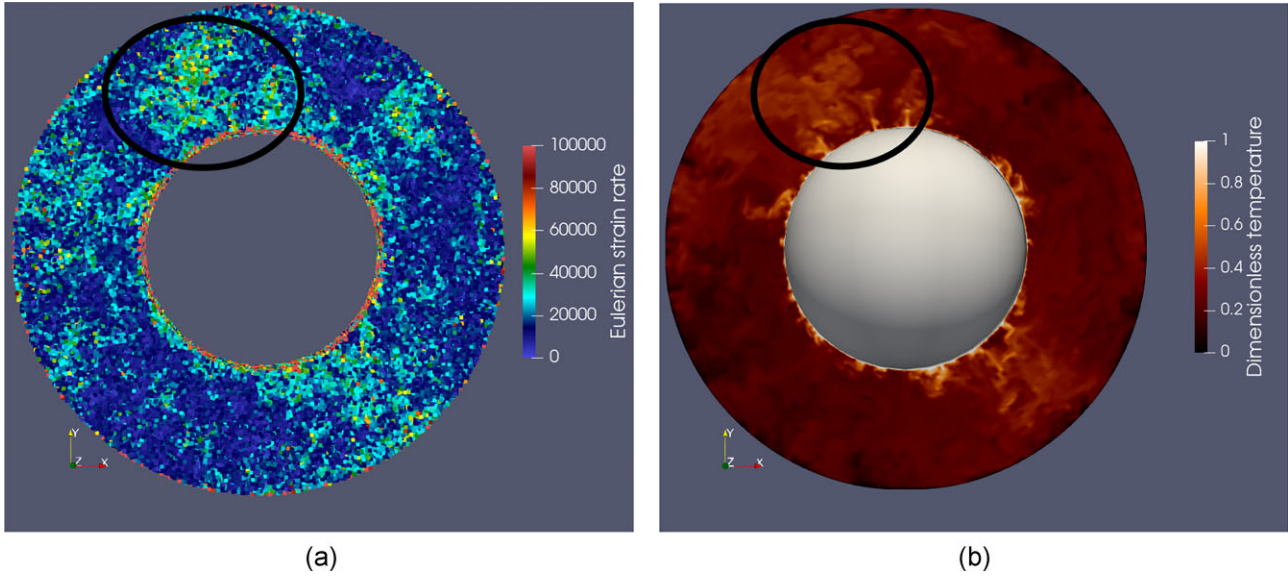 100000
80000
60000
40000
20000
0
Eulerian strain rate
Y
Z
X
(a)
1
0.8
0.6
0.4
0.2
0
Dimensionless temperature
Y
Z
X
(b)